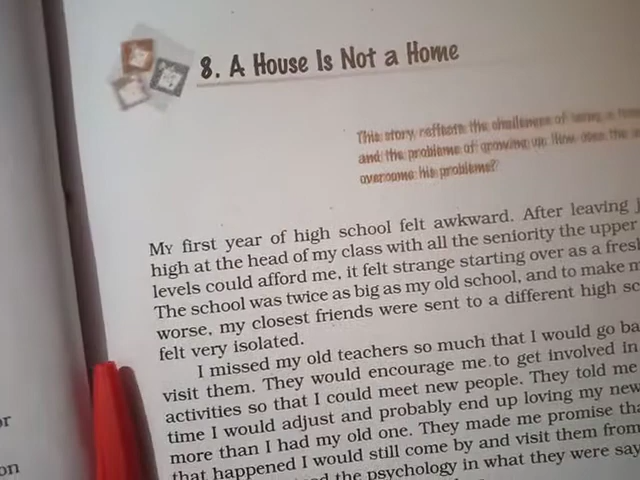 8. A House Is Not a Home
This story reflects the challenges of being a
and the problems of growing up. How does the
overcome his problems?
My first year of high school felt awkward. After leaving j
high at the head of my class with all the seniority the upper
levels could afford me, it felt strange starting over as a fres
The school was twice as big as my old school, and to make m
worse, my closest friends were sent to a different high sc
felt very isolated.
I missed my old teachers so much that I would go ba
visit them. They would encourage me to get involved in
activities so that I could meet new people. They told me
time I would adjust and probably end up loving my new
more than I had my old one. They made me promise tha
that happened I would still come by and visit them from
the psychology in what they were say
or
on